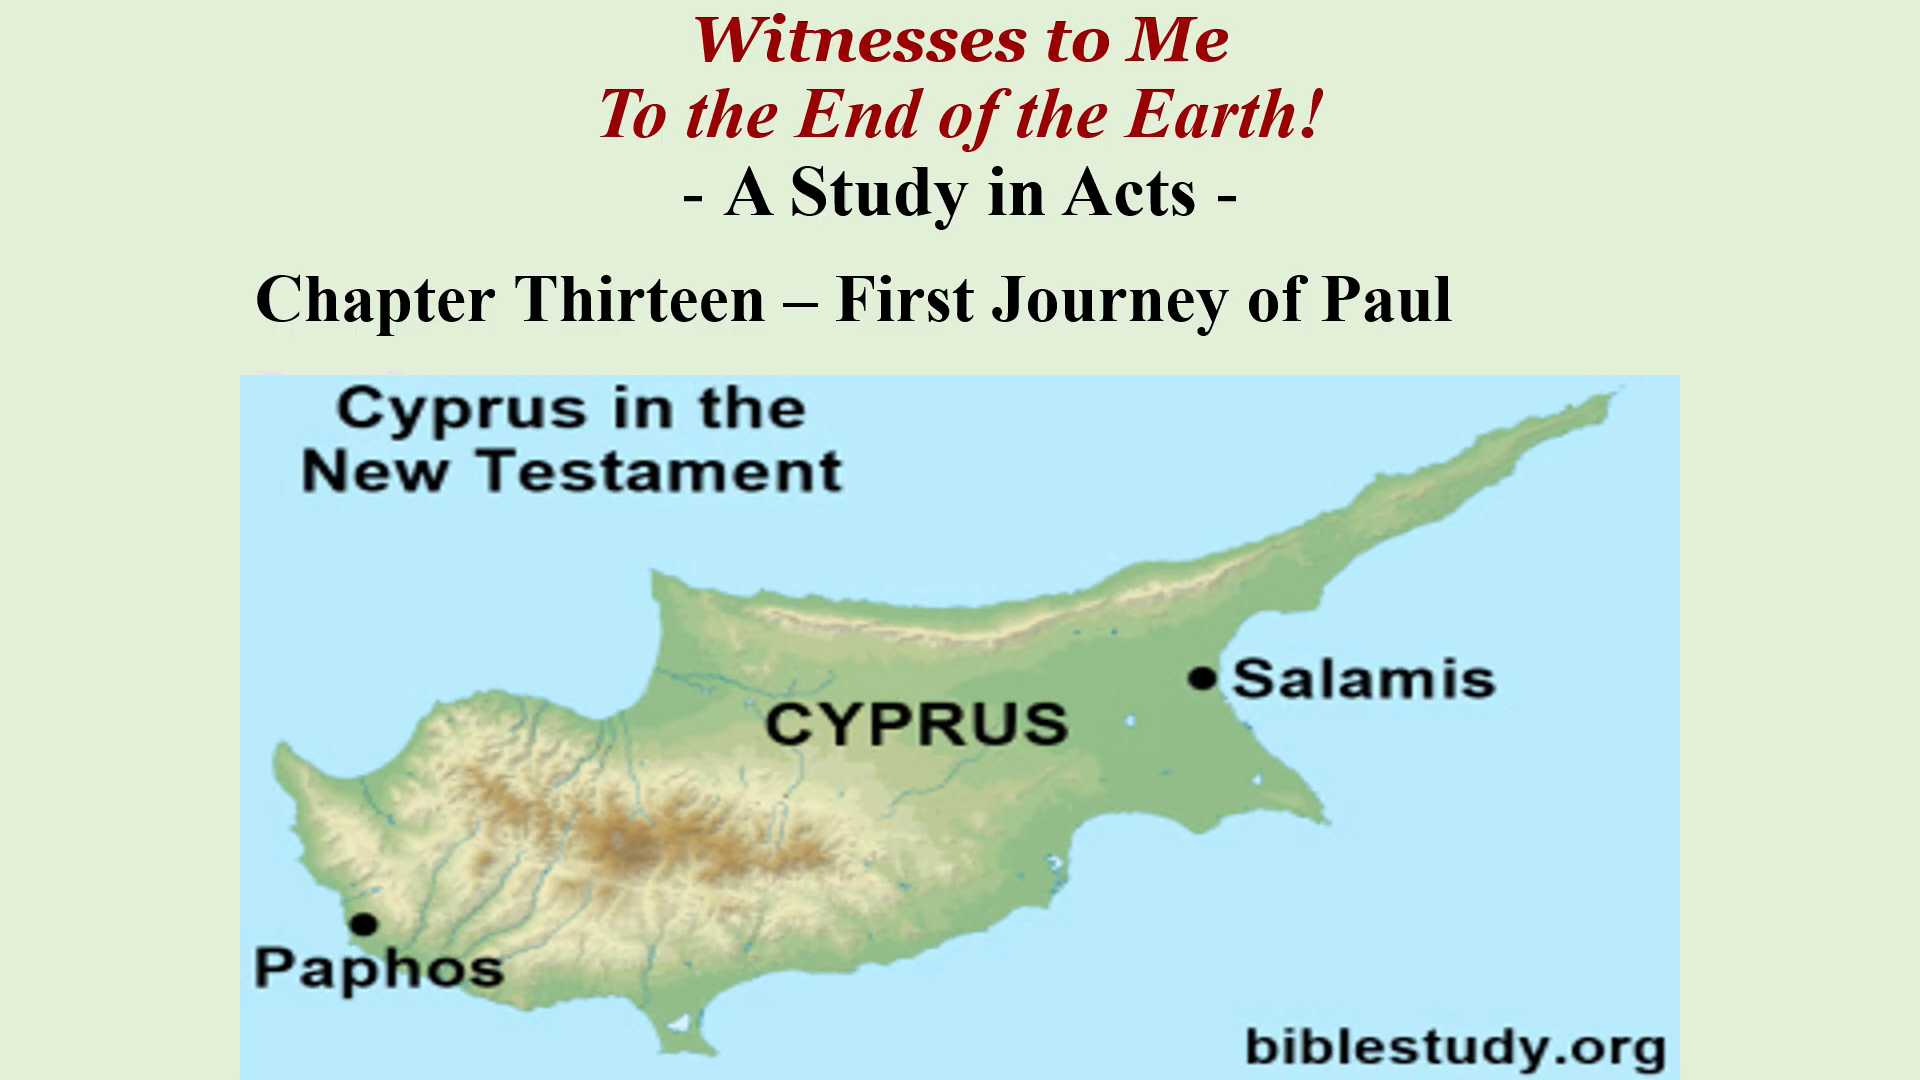 Witnesses to Me
To the End of the Earth!
- A Study in Acts -
Chapter Thirteen – First Journey of Paul
Cyprus in the
New Testament
Salamis
CYPRUS
Paphos
biblestudy.org